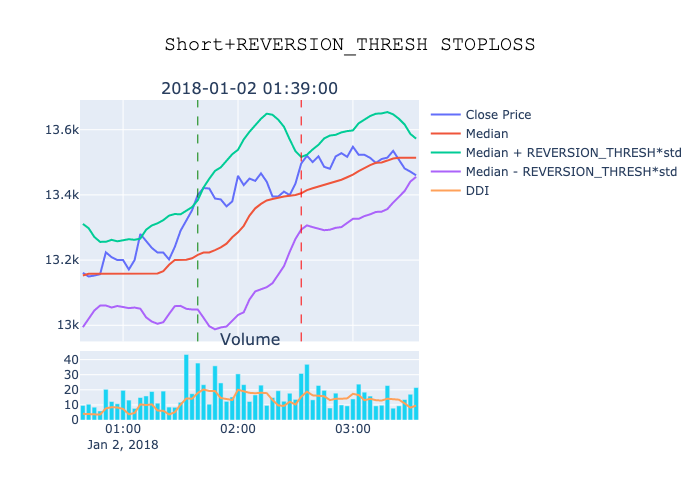 Short+REVERSION_THRESH STOPLOSS
2018-01-02 01:39:00
13.6k
13.4k
13.2k
13k
Close Price
Median
Median + REVERSION_THRESH*std
Median - REVERSION_THRESH*std
DDI
Volume
40
30
20
10
0
01:00 02:00 03:00
Jan 2, 2018